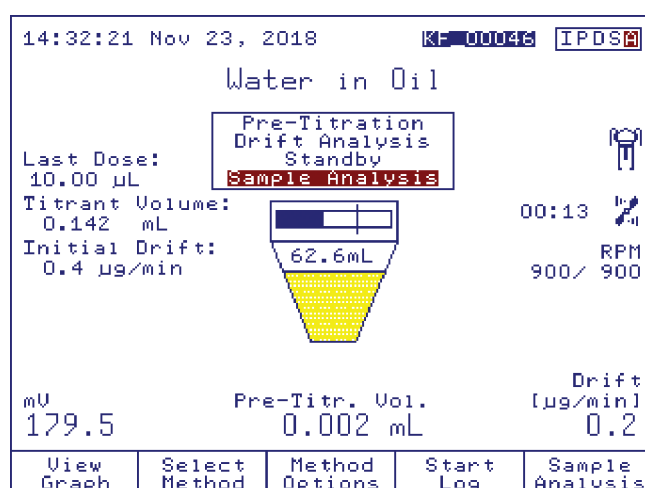 14:32:21 Nov 23, 2018 KF 00046 IPDSA
Water in Oil
Pre-Titration
Drift Analysis
Standby
Sample Analysis
Last Dose:
10.00 µL
Titrant Volume:
0.142 mL
Initial Drift:
0.4 µg/min
62.6mL
00:13
RPM
900/ 900
mV
179.5
Pre-Titr. Vol.
0.002 mL
Drift
[µg/min]
0.2
View
Graph
Select
Method
Method
Options
Start
Log
Sample
Analysis